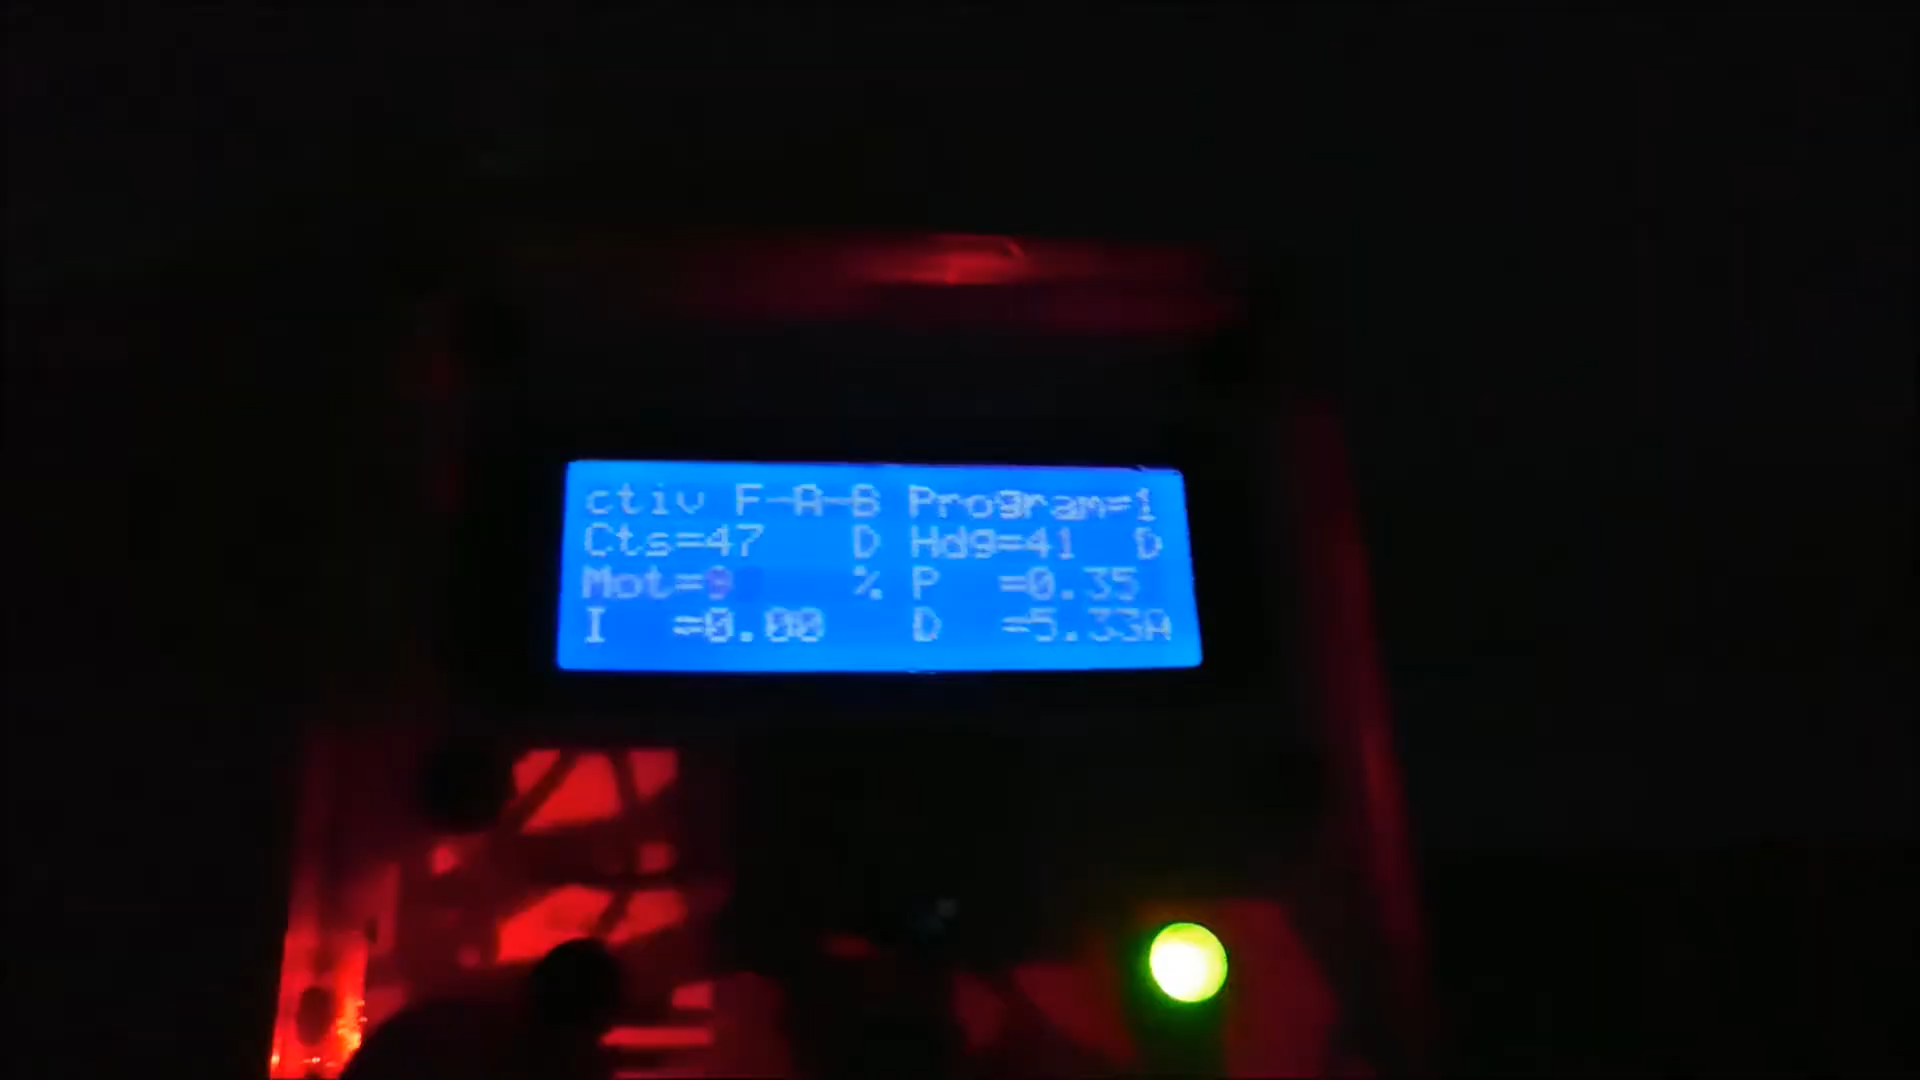 ctiv F-A-B Program=1
Cts=47 D Hdg=41 D
Mot=9 % P =0.35
I =0.00 D =5.33A